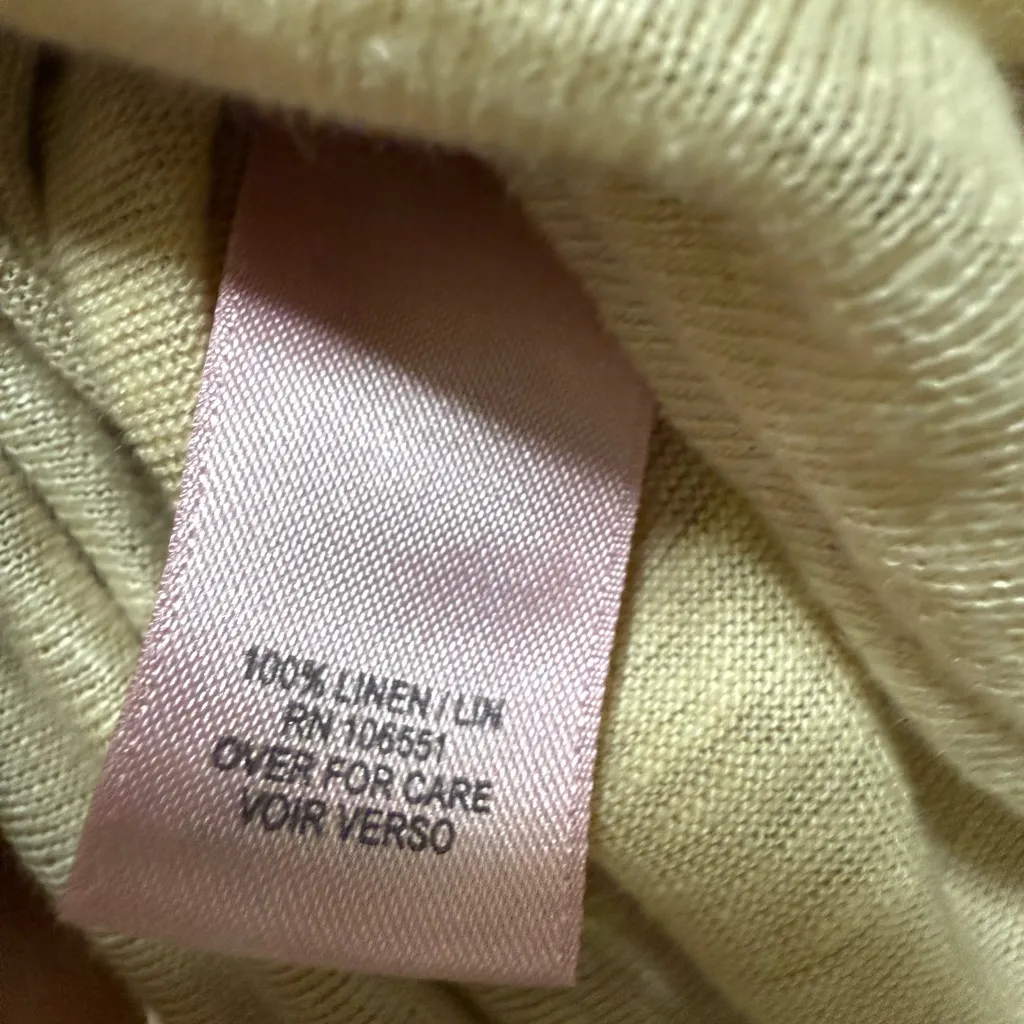 100% LINEN / LIN
RN 106551
OVER FOR CARE
VOIR VERSO